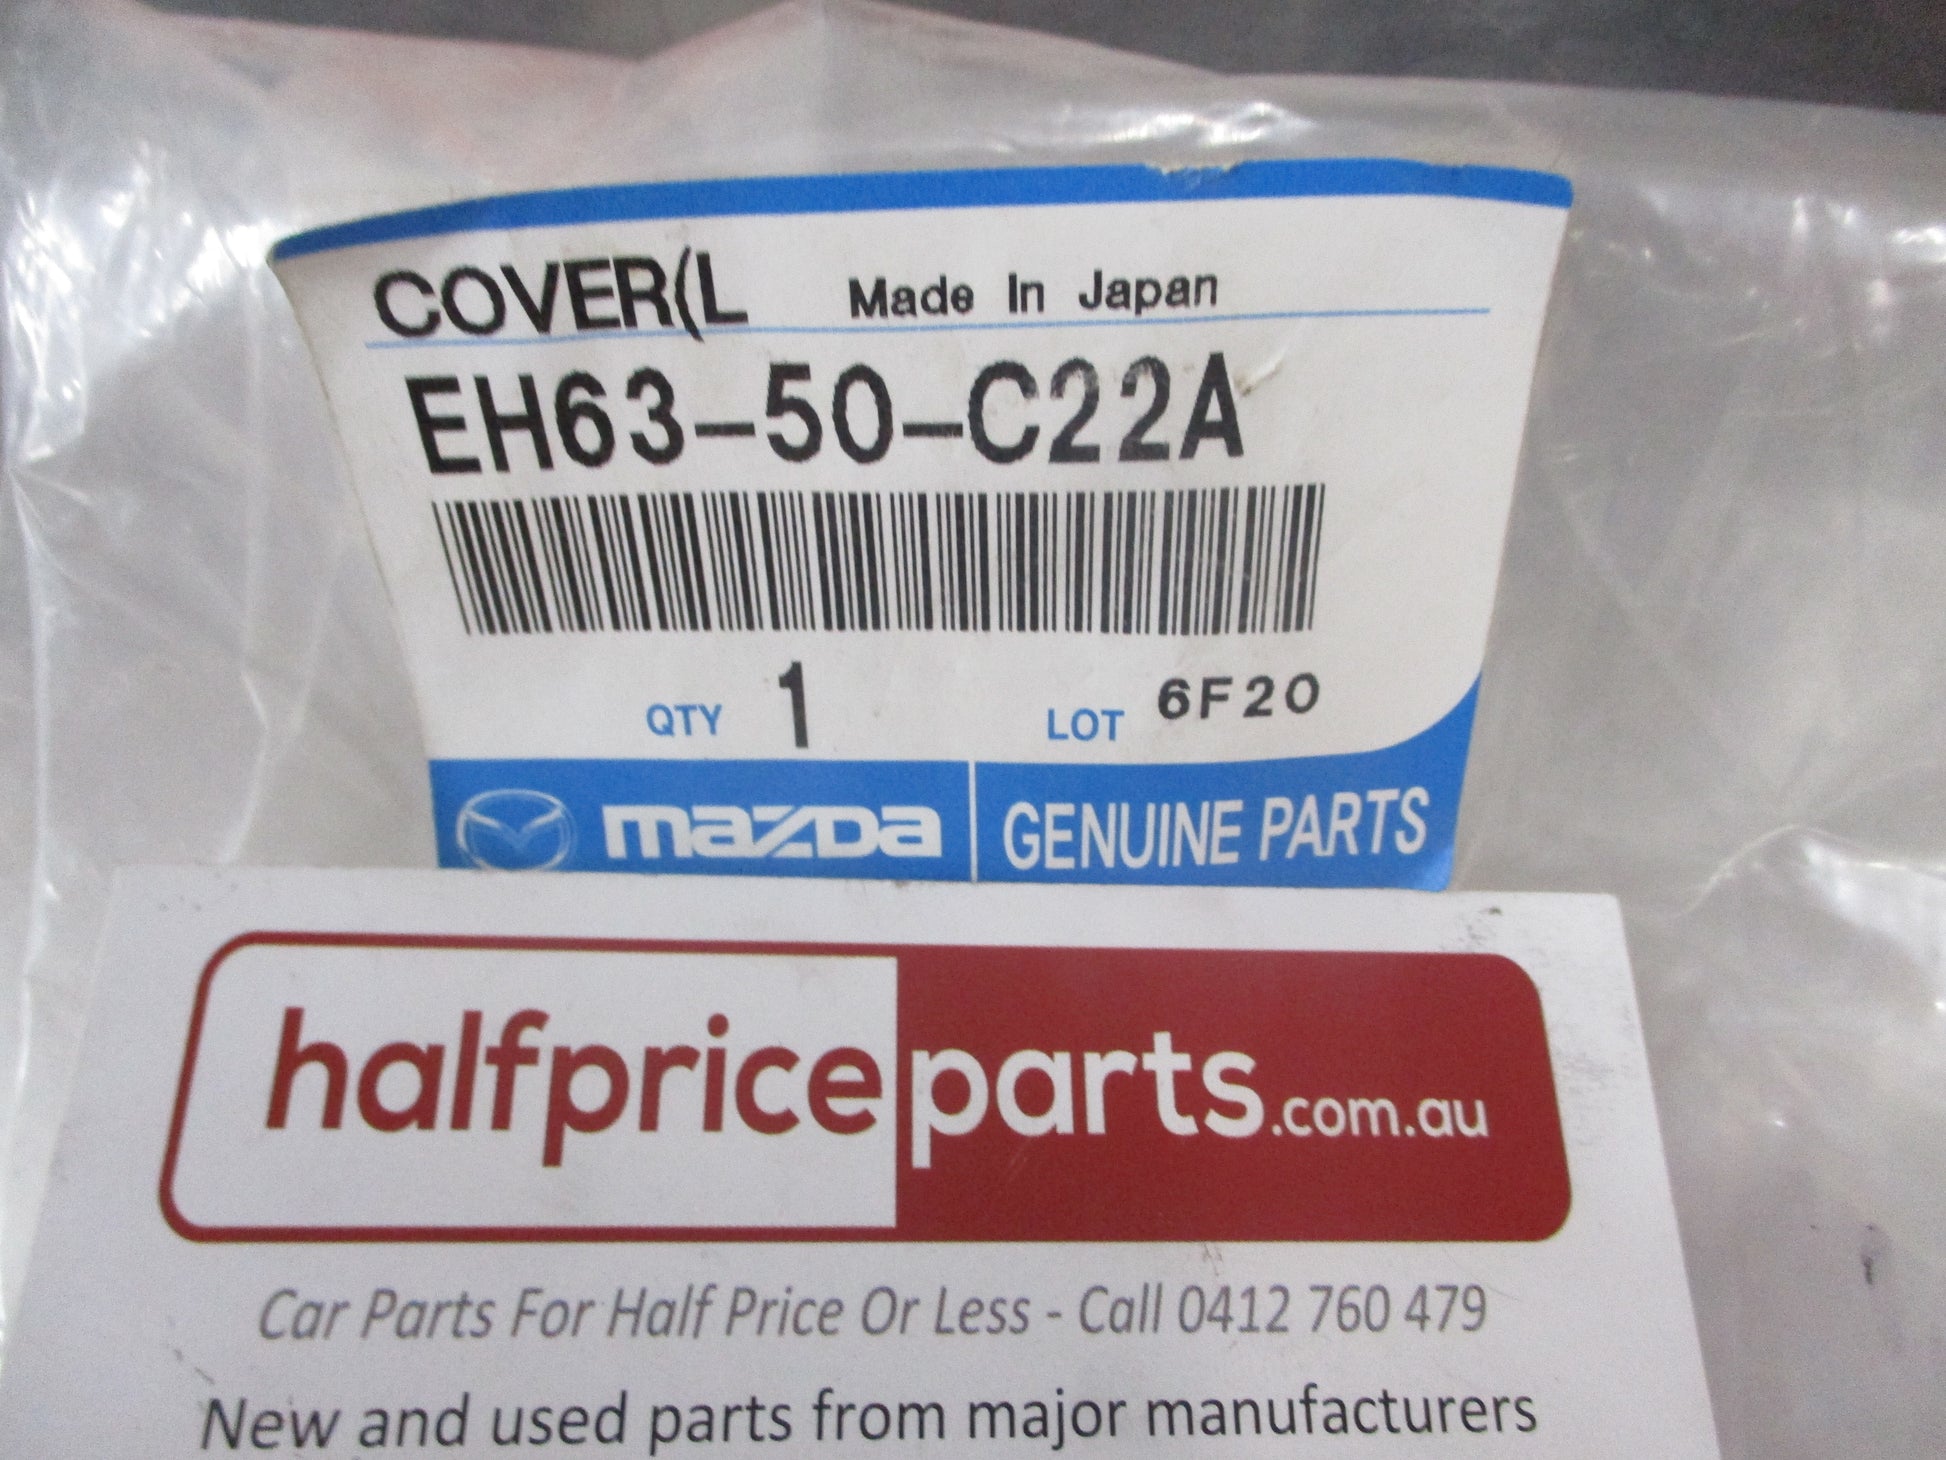 COVER(L Made In Japan
EH63-50-C22A
QTY 1 LOT 6F20
mazda GENUINE PARTS
halfpriceparts.com.au
Car Parts For Half Price Or Less - Call 0412 760 479
New and used parts from major manufacturers